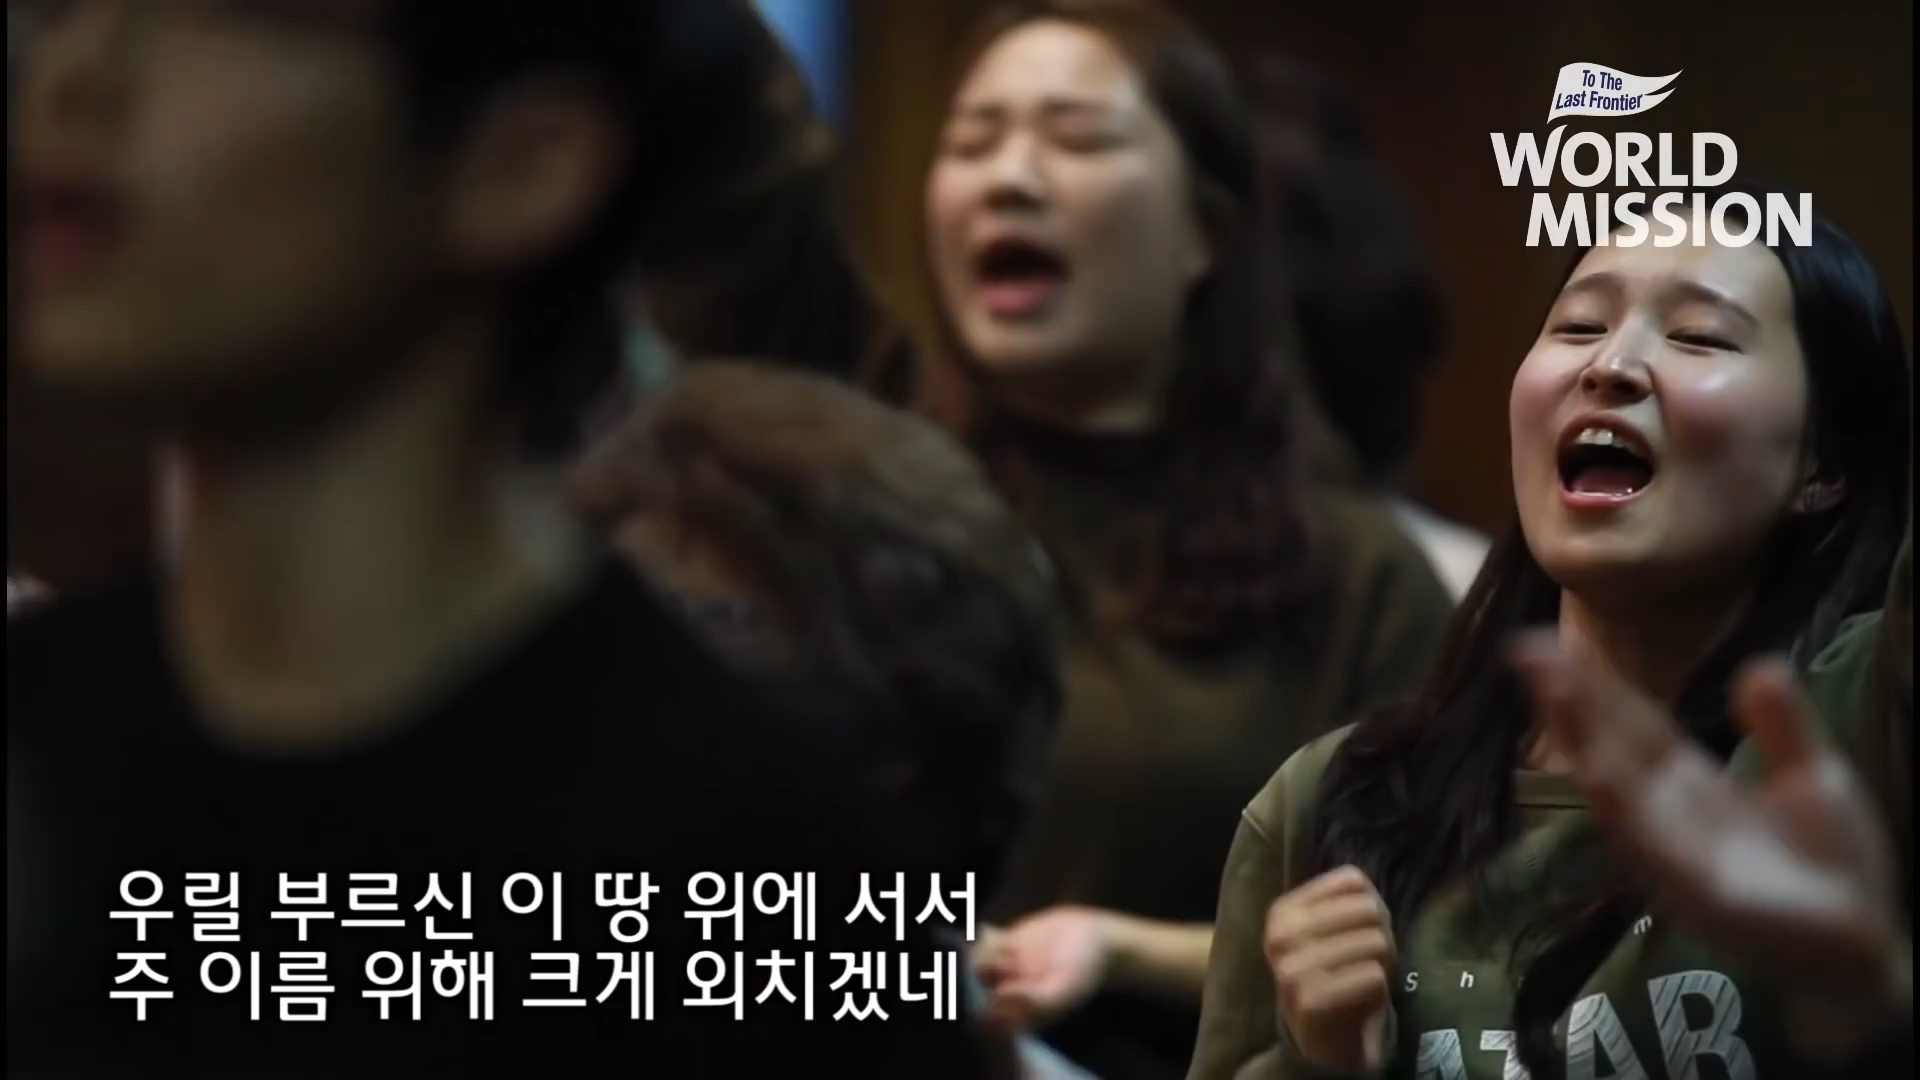 To The
Last Frontier
WORLD
MISSION
우릴 부르신 이 땅 위에 서서
주 이름 위해 크게 외치겠네